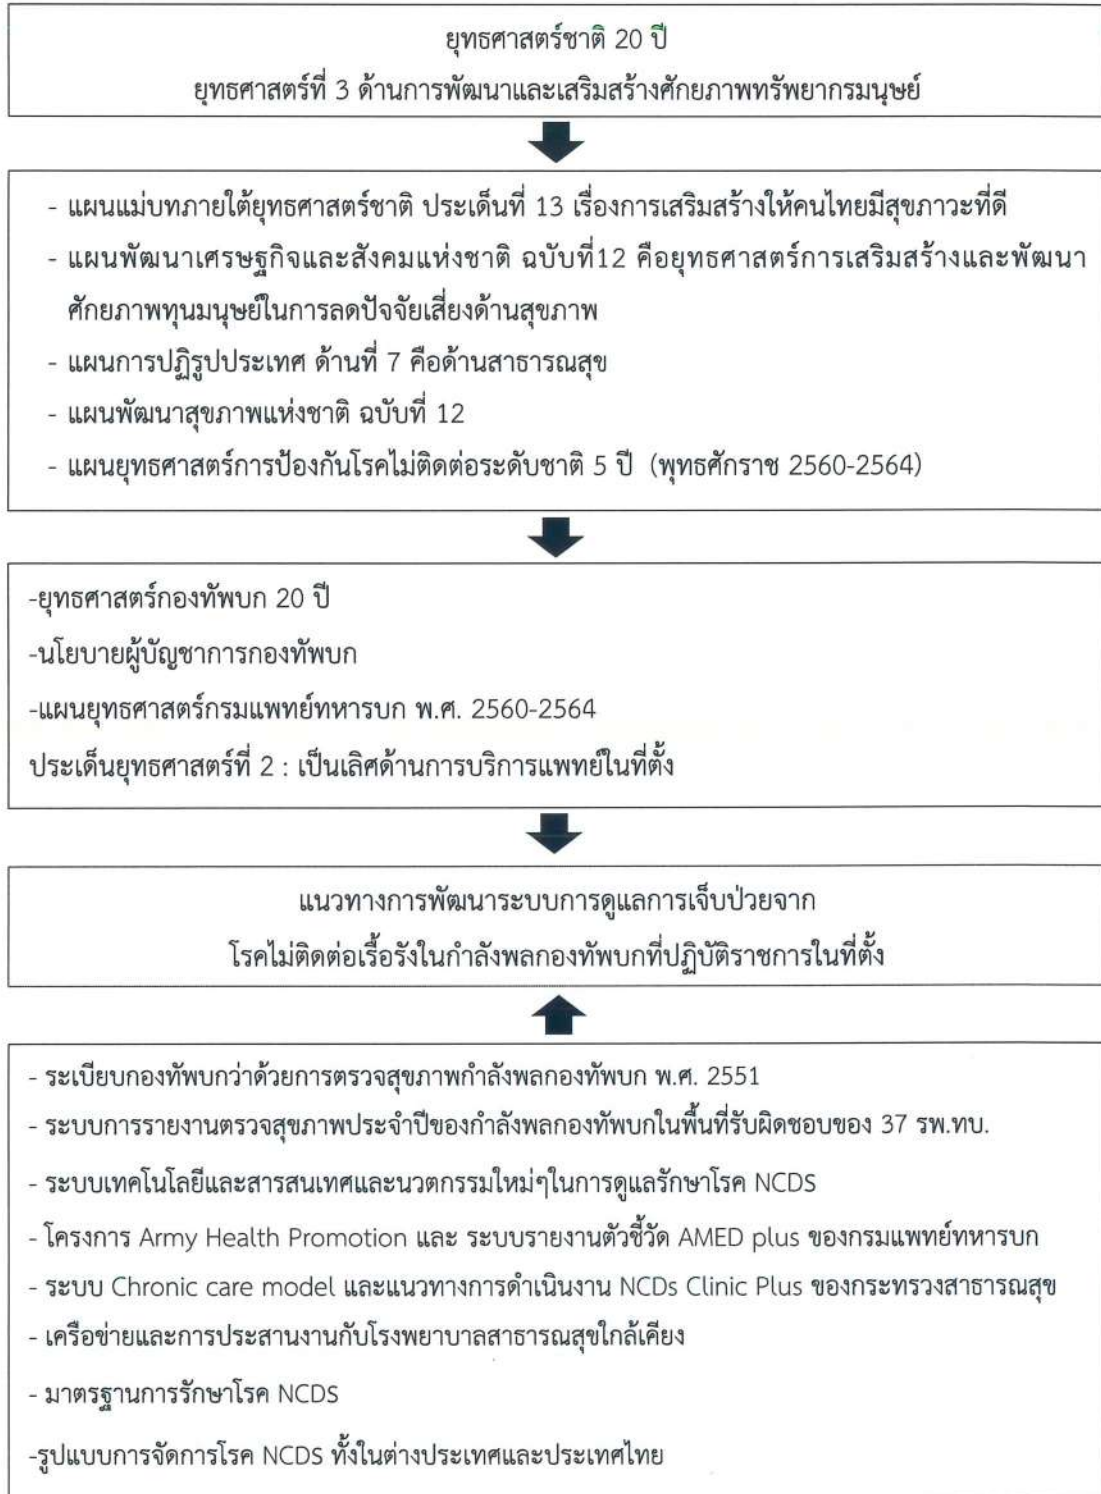 ยุทธศาสตร์ชาติ 20 ปี
ยุทธศาสตร์ที่ 3 ด้านการพัฒนาและเสริมสร้างศักยภาพทรัพยากรมนุษย์
- แผนแม่บทภายใต้ยุทธศาสตร์ชาติ ประเด็นที่ 13 เรื่องการเสริมสร้างให้คนไทยมีสุขภาวะที่ดี
- แผนพัฒนาเศรษฐกิจและสังคมแห่งชาติ ฉบับที่12 คือยุทธศาสตร์การเสริมสร้างและพัฒนา
ศักยภาพทุนมนุษย์ในการลดปัจจัยเสี่ยงด้านสุขภาพ
- แผนการปฏิรูปประเทศ ด้านที่ 7 คือด้านสาธารณสุข
- แผนพัฒนาสุขภาพแห่งชาติ ฉบับที่ 12
- แผนยุทธศาสตร์การป้องกันโรคไม่ติดต่อระดับชาติ 5 ปี (พุทธศักราช 2560-2564)
-ยุทธศาสตร์กองทัพบก 20 ปี
-นโยบายผู้บัญชาการกองทัพบก
-แผนยุทธศาสตร์กรมแพทย์ทหารบก พ.ศ. 2560-2564
ประเด็นยุทธศาสตร์ที่ 2 : เป็นเลิศด้านการบริการแพทย์ในที่ตั้ง
แนวทางการพัฒนาระบบการดูแลการเจ็บป่วยจาก
โรคไม่ติดต่อเรื้อรังในกำลังพลกองทัพบกที่ปฏิบัติราชการในที่ตั้ง
- ระเบียบกองทัพบกว่าด้วยการตรวจสุขภาพกำลังพลกองทัพบก พ.ศ. 2551
- ระบบการรายงานตรวจสุขภาพประจำปีของกำลังพลกองทัพบกในพื้นที่รับผิดชอบของ 37 รพ.ทบ.
- ระบบเทคโนโลยีและสารสนเทศและนวตกรรมใหม่ๆในการดูแลรักษาโรค NCDS
- โครงการ Army Health Promotion และ ระบบรายงานตัวชี้วัด AMED plus ของกรมแพทย์ทหารบก
- ระบบ Chronic care model และแนวทางการดำเนินงาน NCDs Clinic Plus ของกระทรวงสาธารณสุข
- เครือข่ายและการประสานงานกับโรงพยาบาลสาธารณสุขใกล้เคียง
- มาตรฐานการรักษาโรค NCDS
-รูปแบบการจัดการโรค NCDS ทั้งในต่างประเทศและประเทศไทย